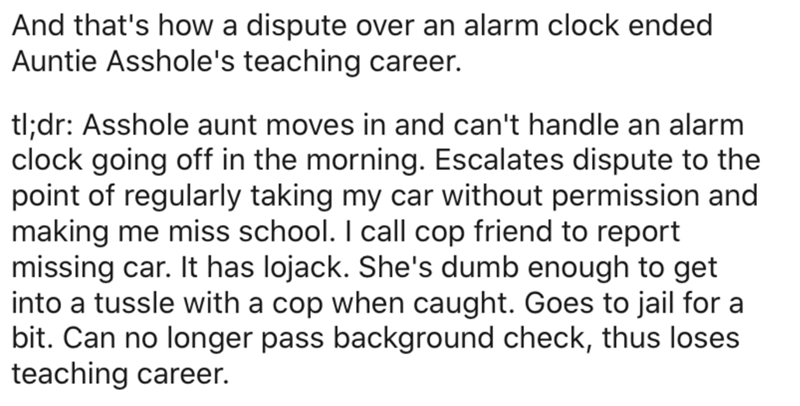 And that's how a dispute over an alarm clock ended
Auntie Asshole's teaching career.
tl;dr: Asshole aunt moves in and can't handle an alarm
clock going off in the morning. Escalates dispute to the
point of regularly taking my car without permission and
making me miss school. I call cop friend to report
missing car. It has lojack. She's dumb enough to get
into a tussle with a cop when caught. Goes to jail for a
bit. Can no longer pass background check, thus loses
teaching career.